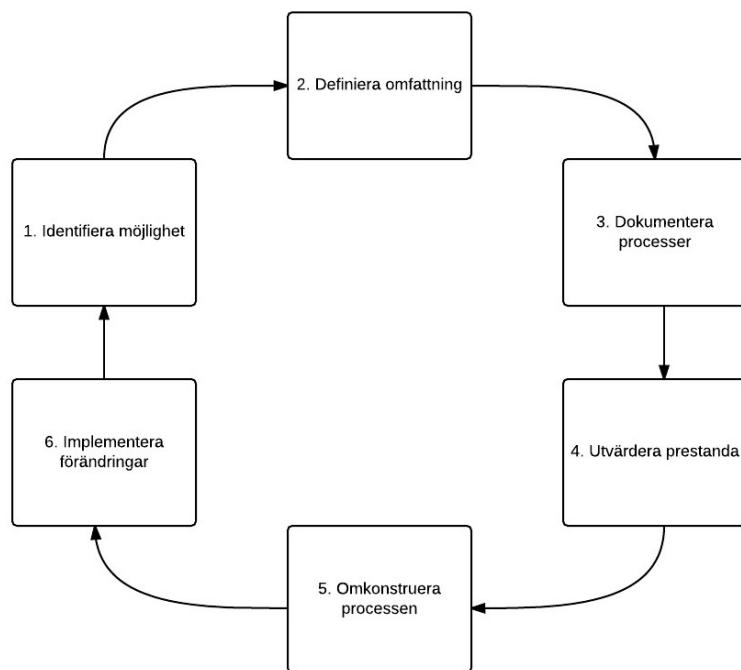 1. Identifiera möjlighet
2. Definiera omfattning
3. Dokumentera
processer
4. Utvärdera prestanda
5. Omkonstruera
processen
6. Implementera
förändringar